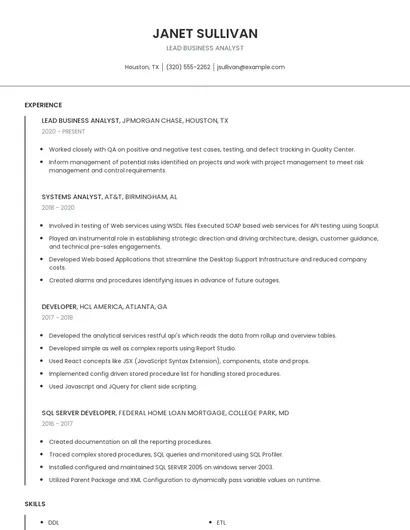 JANET SULLIVAN
LEAD BUSINESS ANALYST
Houston, TX | (320) 555-2262 | jsullivan@example.com
EXPERIENCE
LEAD BUSINESS ANALYST, JPMORGAN CHASE, HOUSTON, TX
2020 - PRESENT
• Worked closely with QA on positive and negative test cases, testing, and defect tracking in Quality Center.
• Inform management of potential risks identified on projects and work with project management to meet risk
management and control requirements.
SYSTEMS ANALYST, AT&T, BIRMINGHAM, AL
2018 - 2020
• Involved in testing of Web services using WSDL files Executed SOAP based web services for API testing using SoapUI.
• Played an instrumental role in establishing strategic direction and driving architecture, design, customer guidance,
and technical pre-sales engagements.
• Developed Web based Applications that streamline the Desktop Support Infrastructure and reduced company
costs.
• Created alarms and procedures identifying issues in advance of future outages.
DEVELOPER, HCL AMERICA, ATLANTA, GA
2017 - 2018
• Developed the analytical services restful api's which reads the data from rollup and overview tables.
• Developed simple as well as complex reports using Report Studio.
• Used React concepts like JSX (JavaScript Syntax Extension), components, state and props.
• Implemented config driven stored procedure list for handling stored procedures.
• Used Javascript and JQuery for client side scripting.
SQL SERVER DEVELOPER, FEDERAL HOME LOAN MORTGAGE, COLLEGE PARK, MD
2016 - 2017
• Created documentation on all the reporting procedures.
• Traced complex stored procedures, SQL queries and monitored using SQL Profiler.
• Installed configured and maintained SQL SERVER 2005 on windows server 2003.
• Utilized Parent Package and XML Configuration to dynamically pass variable values on runtime.
SKILLS
• DDL • ETL